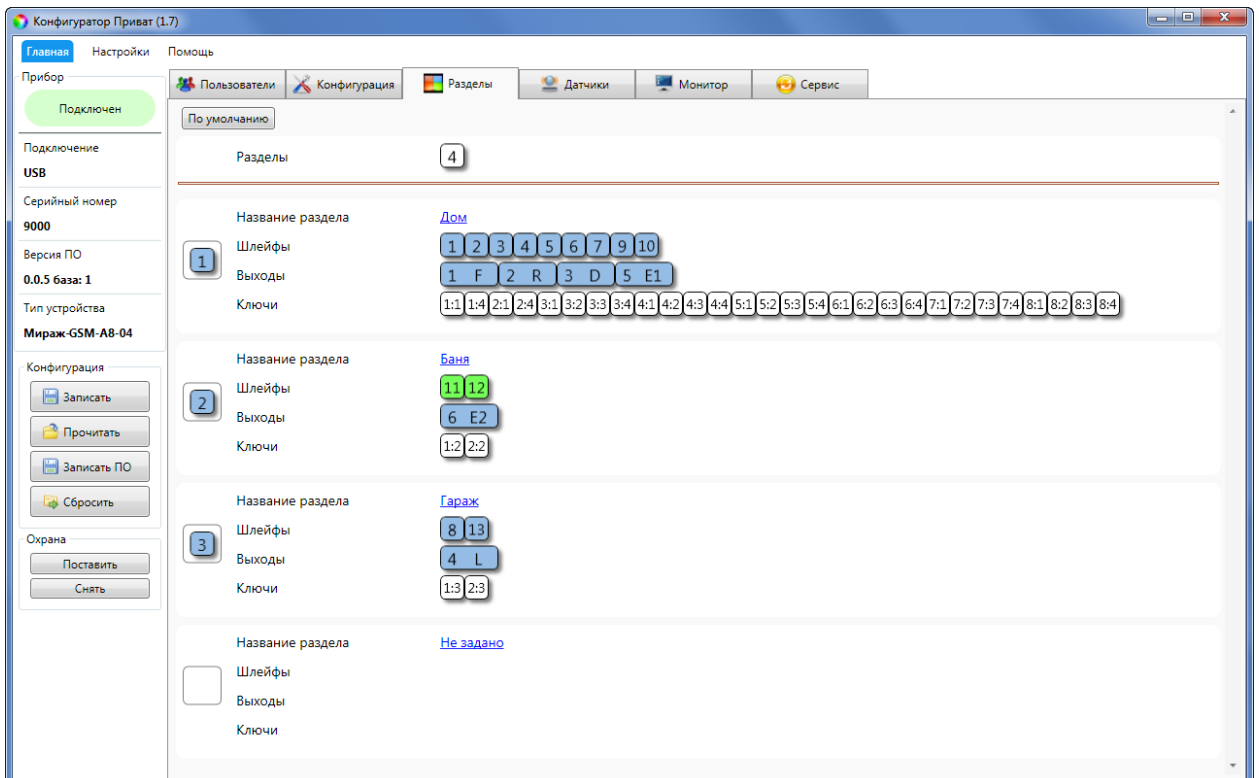 Конфигуратор Приват (1.7)
Главная Настройки Помощь
Прибор
Подключен
Подключение
USB
Серийный номер
9000
Версия ПО
0.0.5 база: 1
Тип устройства
Мираж-GSM-A8-04
Конфигурация
Записать
Прочитать
Записать ПО
Сбросить
Охрана
Поставить
Снять
Пользователи Конфигурация Разделы Датчики Монитор Сервис
По умолчанию
Разделы 4
Название раздела Дом
1
Шлейфы 1 2 3 4 5 6 7 9 10
Выходы 1 F 2 R 3 D 5 E1
Ключи 1:1 1:4 2:1 2:4 3:1 3:2 3:3 3:4 4:1 4:2 4:3 4:4 5:1 5:2 5:3 5:4 6:1 6:2 6:3 6:4 7:1 7:2 7:3 7:4 8:1 8:2 8:3 8:4
Название раздела Баня
2
Шлейфы 11 12
Выходы 6 E2
Ключи 1:2 2:2
Название раздела Гараж
3
Шлейфы 8 13
Выходы 4 L
Ключи 1:3 2:3
Название раздела Не задано
Шлейфы
Выходы
Ключи